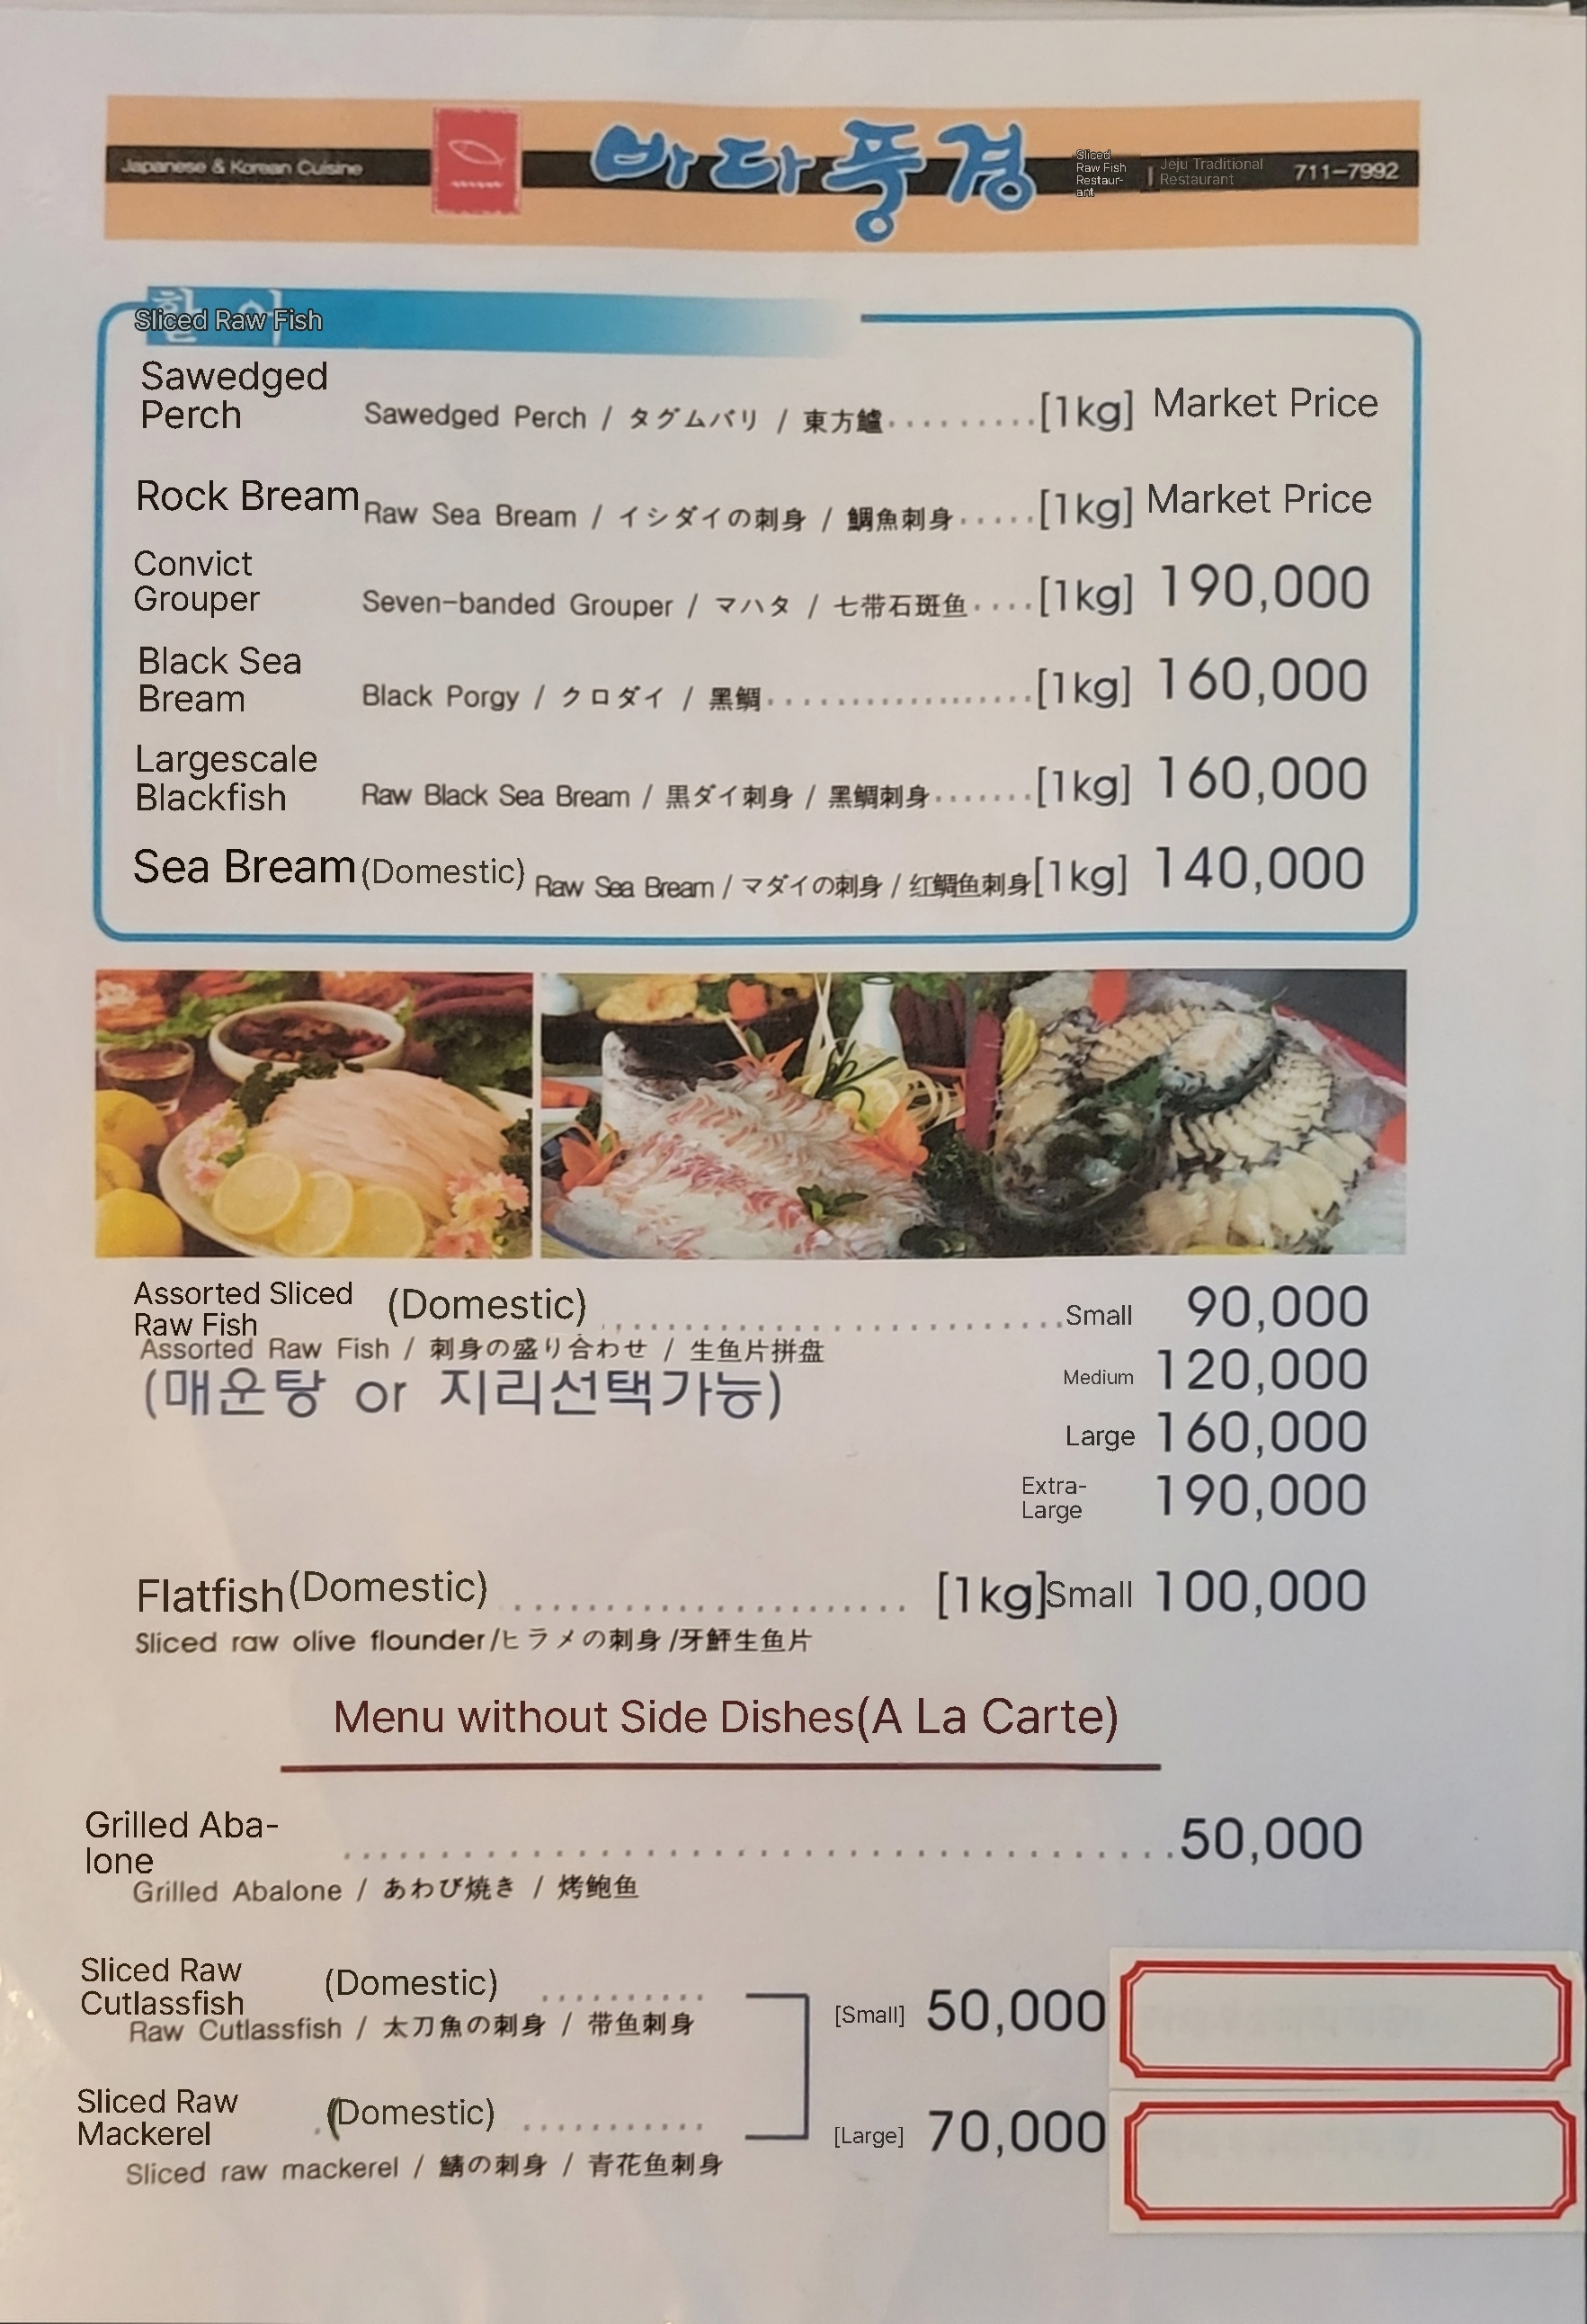 Japanese & Korean Cuisine
바다풍경
Sliced Raw Fish Restaur-ant | Jeju Traditional Restaurant 711-7992
Sliced Raw Fish
Sawedged Perch Sawedged Perch / タグムバリ / 東方鱸 [1kg] Market Price
Rock Bream Raw Sea Bream / イシダイの刺身 / 鯛魚刺身 [1kg] Market Price
Convict Grouper Seven-banded Grouper / マハタ / 七带石斑鱼 [1kg] 190,000
Black Sea Bream Black Porgy / クロダイ / 黑鲷 [1kg] 160,000
Largescale Blackfish Raw Black Sea Bream / 黒ダイ刺身 / 黑鲷刺身 [1kg] 160,000
Sea Bream (Domestic) Raw Sea Bream / マダイの刺身 / 红鲷鱼刺身 [1kg] 140,000
Assorted Sliced Raw Fish (Domestic) Small 90,000
Assorted Raw Fish / 刺身の盛り合わせ / 生鱼片拼盘
Medium 120,000
(매운탕 or 지리선택가능)
Large 160,000
Extra-Large 190,000
Flatfish (Domestic) [1kg] Small 100,000
Sliced raw olive flounder/ヒラメの刺身/牙鲆生鱼片
Menu without Side Dishes(A La Carte)
Grilled Aba-lone 50,000
Grilled Abalone / あわび焼き / 烤鲍鱼
Sliced Raw Cutlassfish (Domestic) [Small] 50,000
Raw Cutlassfish / 太刀魚の刺身 / 带鱼刺身
Sliced Raw Mackerel (Domestic) [Large] 70,000
Sliced raw mackerel / 鯖の刺身 / 青花鱼刺身